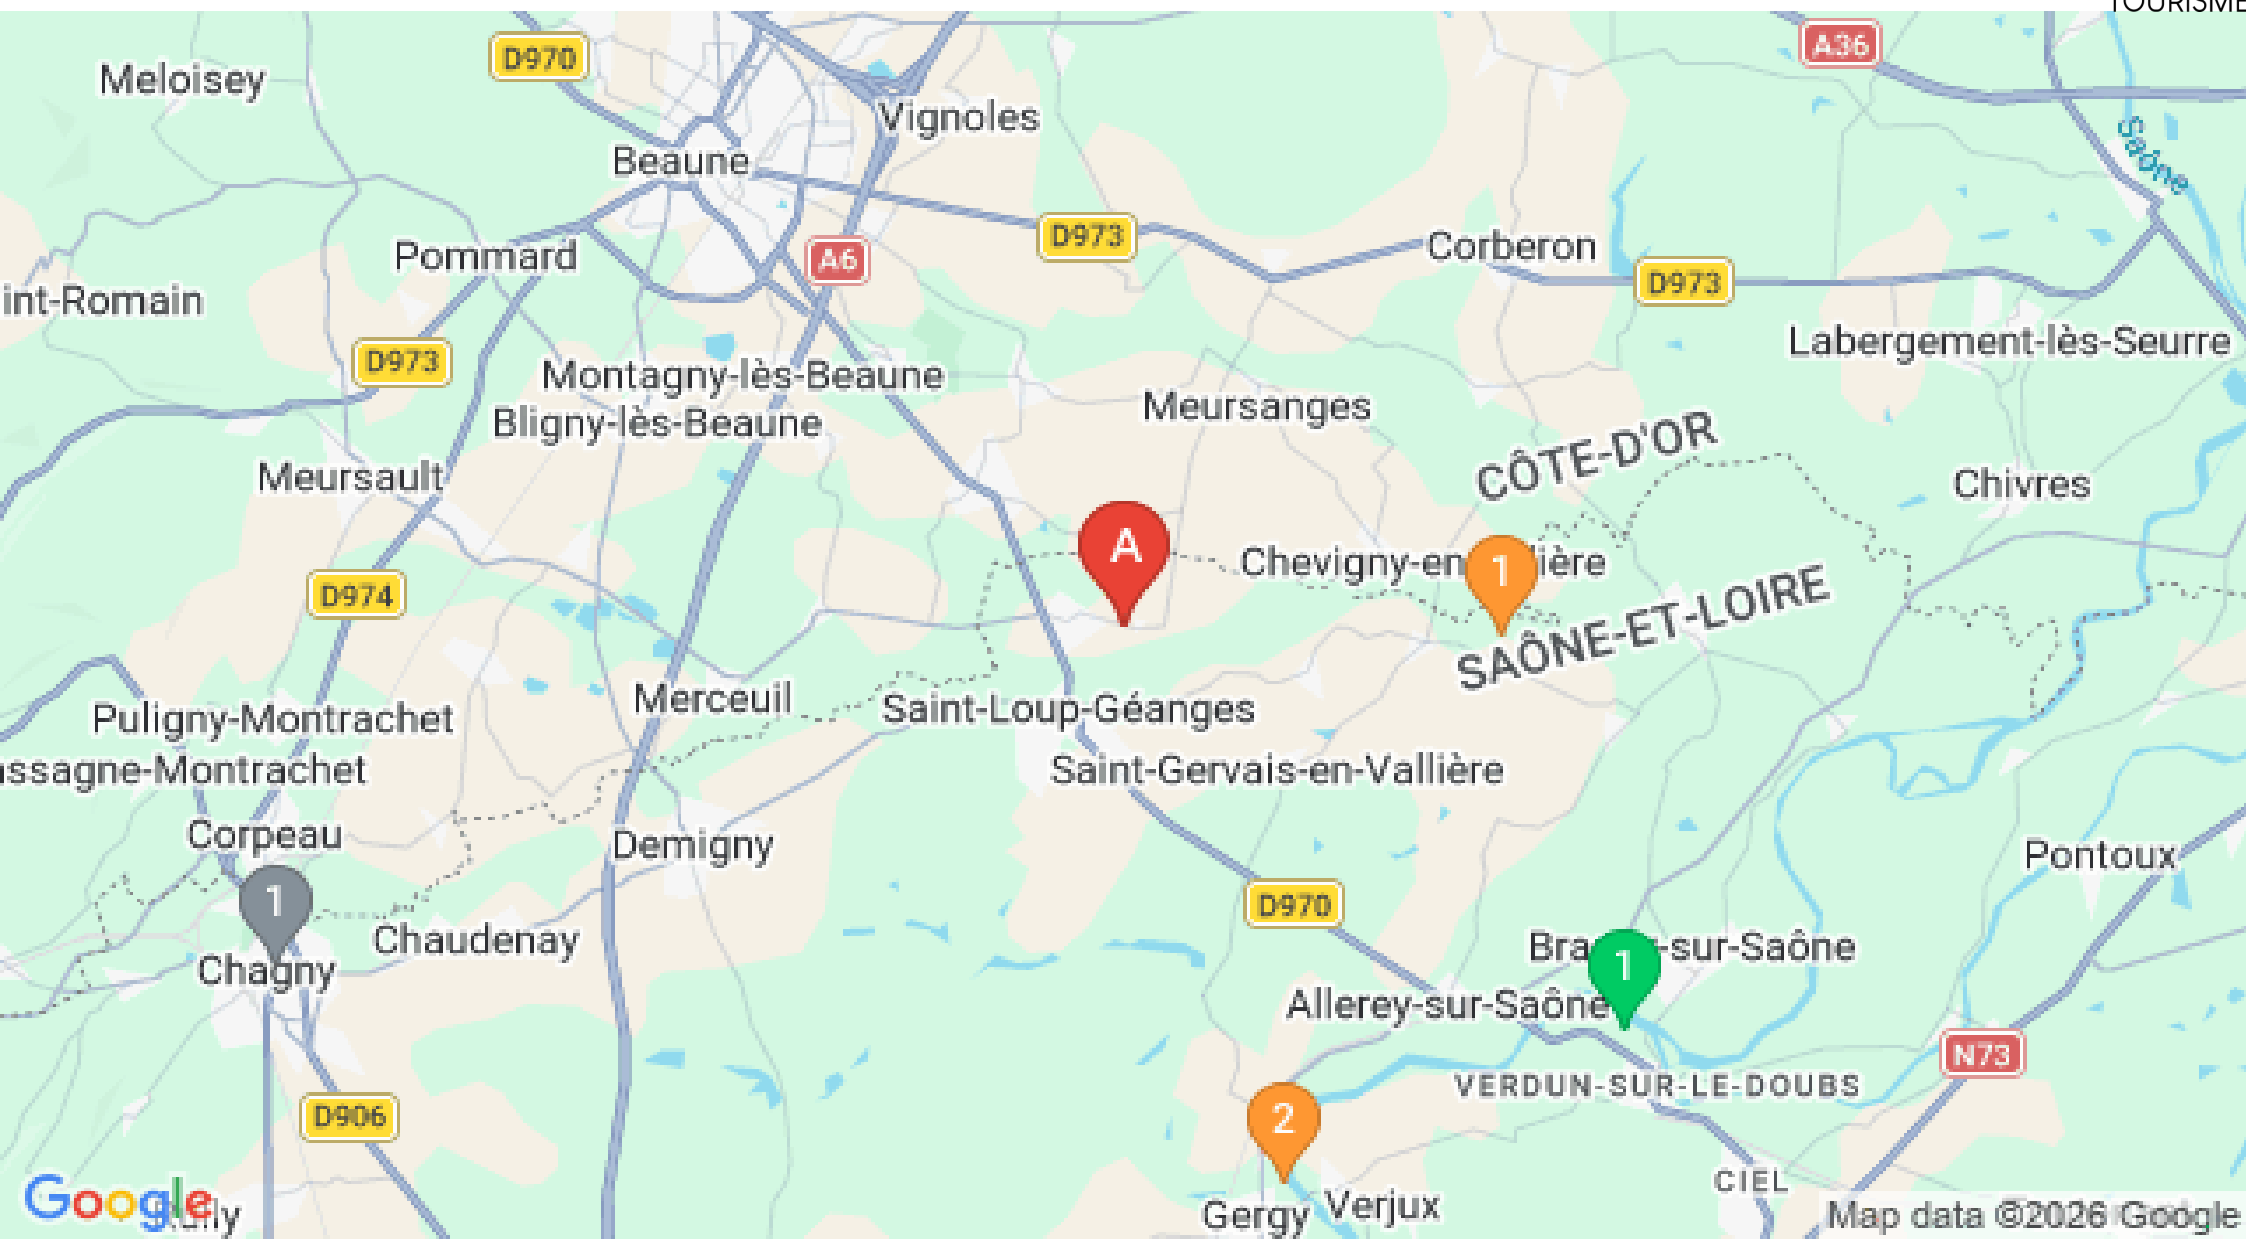 TOURISME
A36
D970
Meloisey
Vignoles
Saône
Beaune
D973
Corberon
Pommard
A6
D973
int-Romain
Labergement-lès-Seurre
D973
Montagny-lès-Beaune
Meursanges
Bligny-lès-Beaune
CÔTE-D'OR
Meursault
Chivres
A
Chevigny-en
ière
1
D974
SAÔNE-ET-LOIRE
Merceuil
Saint-Loup-Géanges
Puligny-Montrachet
ssagne-Montrachet
Saint-Gervais-en-Vallière
Corpeau
Demigny
Pontoux
1
D970
Chaudenay
Bra
-sur-Saône
1
Chagny
Allerey-sur-Saône
N73
VERDUN-SUR-LE-DOUBS
D906
2
CIEL
Google
Gergy
Verjux
Map data ©2026 Google